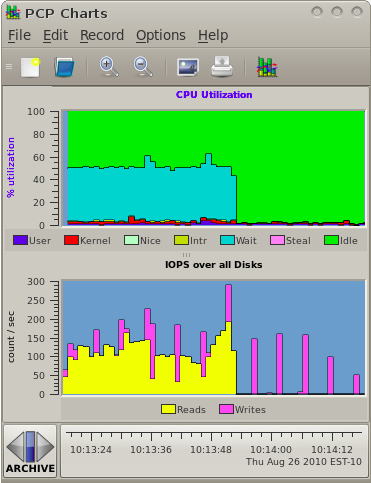 PCP Charts
File Edit Record Options Help
CPU Utilization
% utilization
100
80
60
40
20
0
User Kernel Nice Intr Wait Steal Idle
IOPS over all Disks
count / sec
300
250
200
150
100
50
0
Reads Writes
10:13:24 10:13:36 10:13:48 10:14:00 10:14:12
Thu Aug 26 2010 EST-10
ARCHIVE